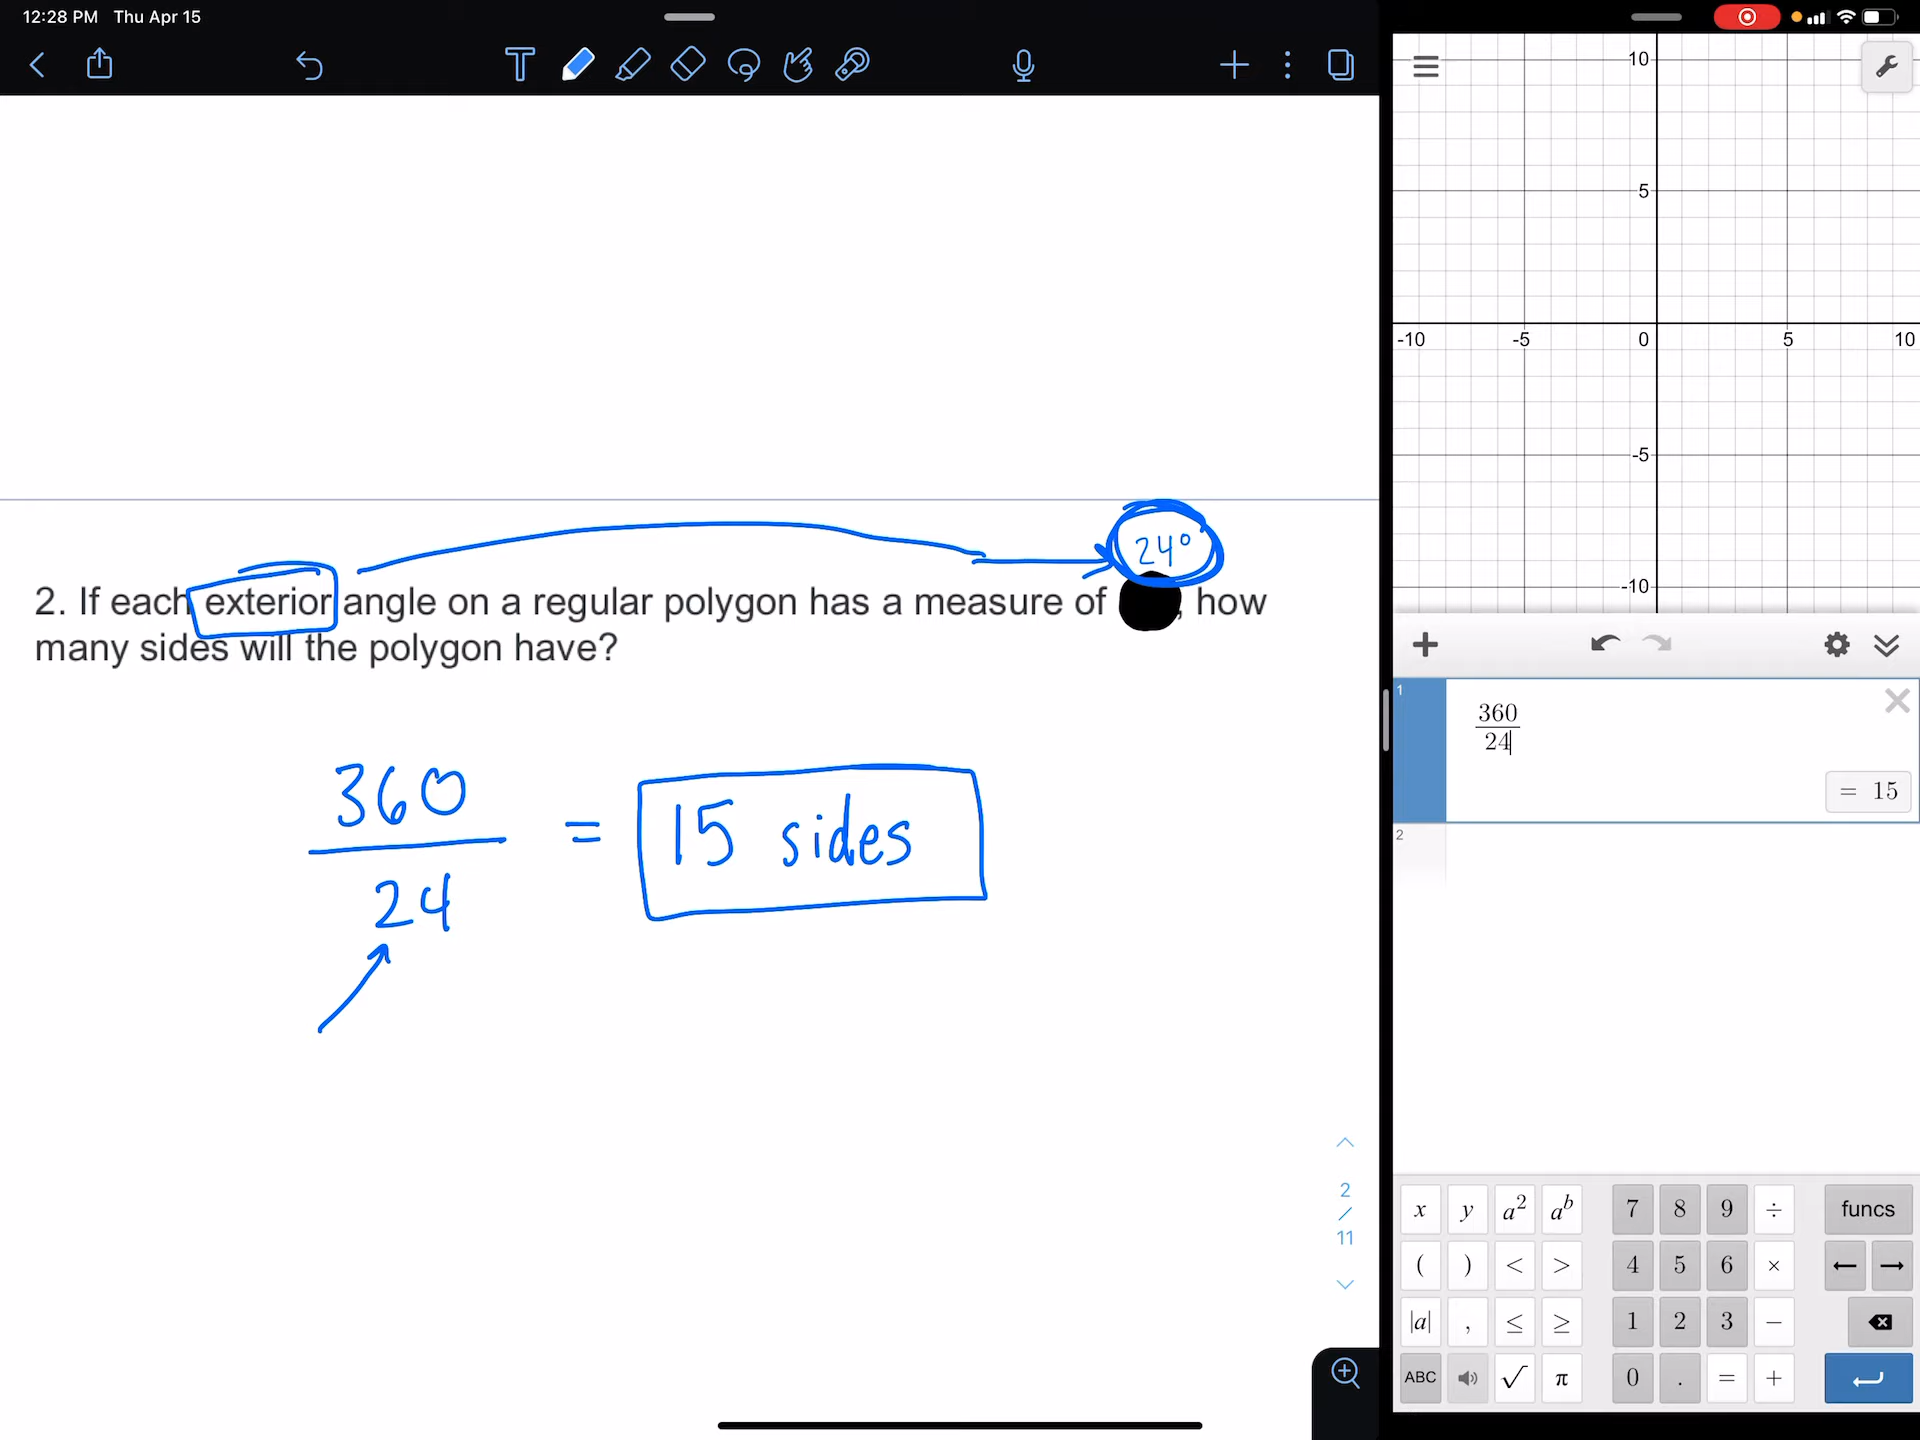 12:28 PM Thu Apr 15
T
24°
2. If each exterior angle on a regular polygon has a measure of , how
many sides will the polygon have?
360
24
= 15 sides
2
/
11
10
5
-10 -5 0 5 10
-5
-10
1
360
24
= 15
2
x y a² aᵇ 7 8 9 ÷ funcs
( ) < > 4 5 6 × ← →
|a| , ≤ ≥ 1 2 3 −
ABC √ π 0 . = +